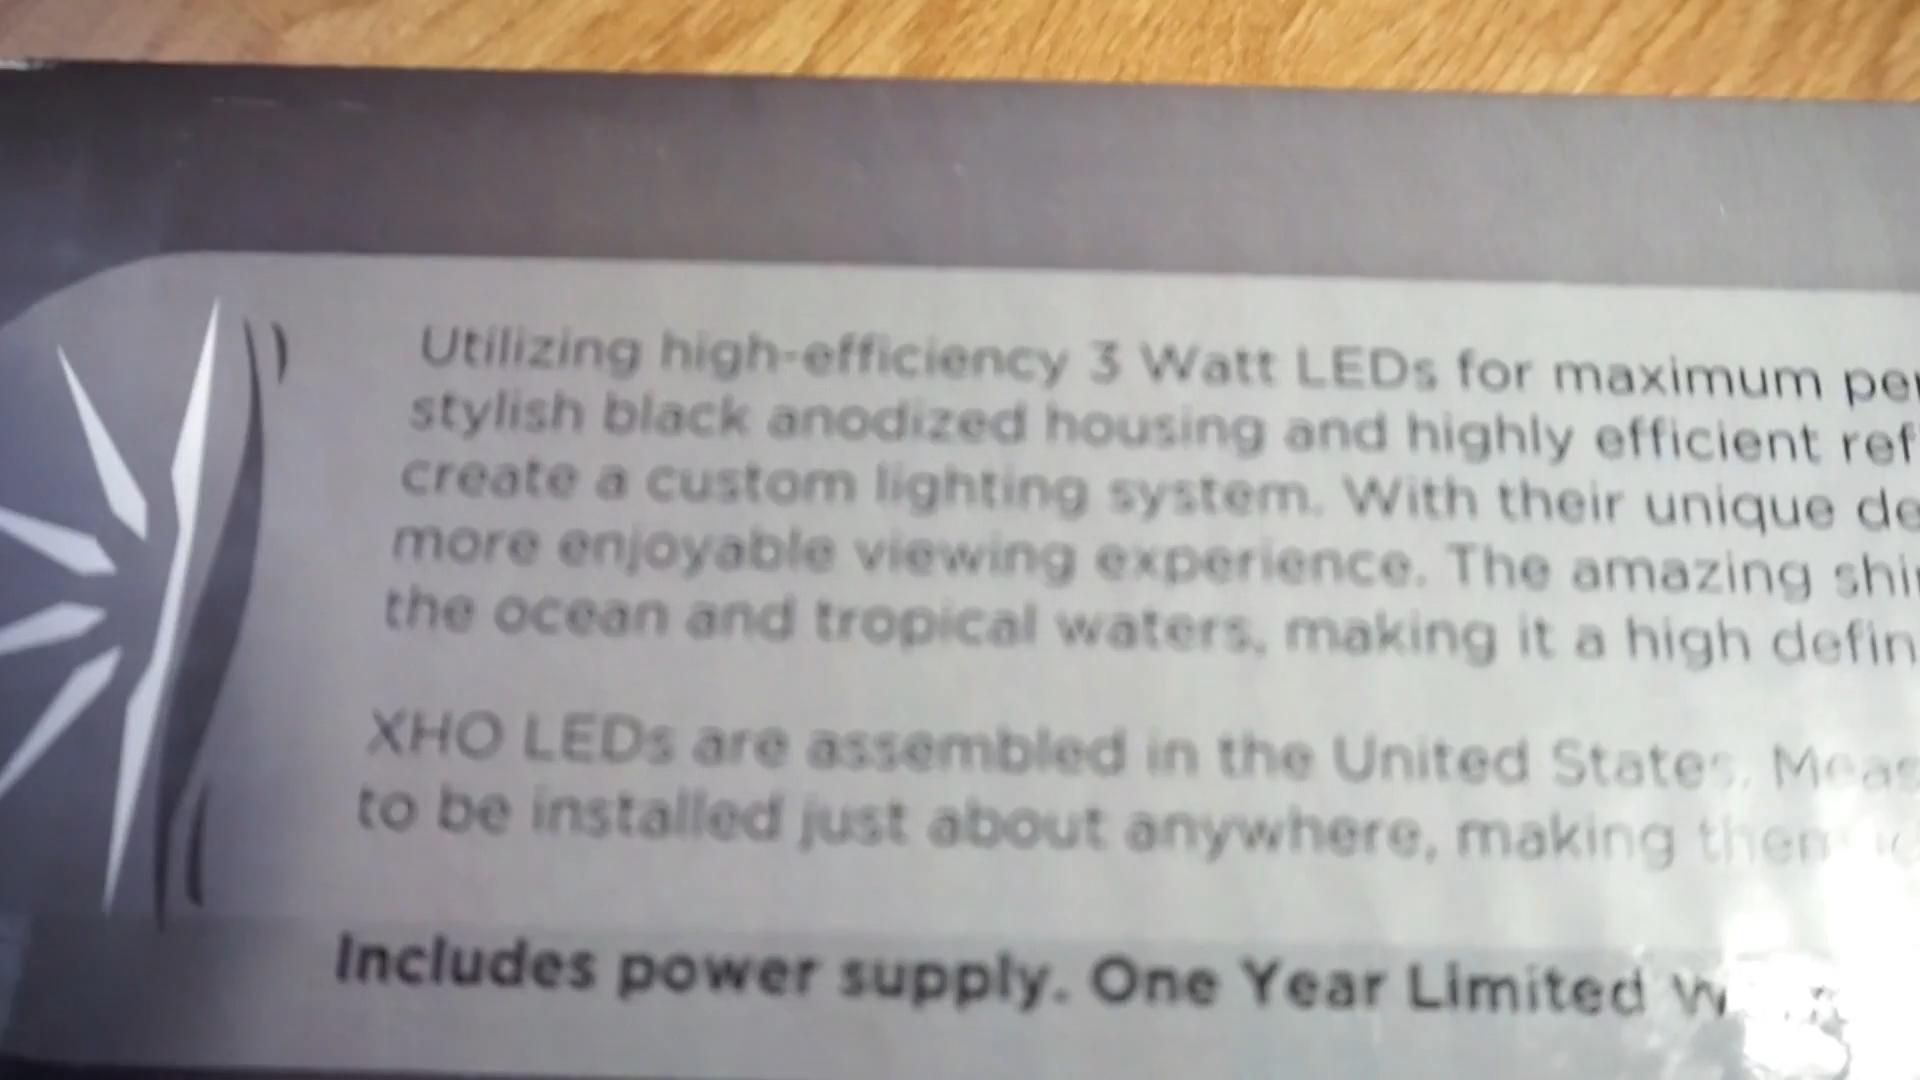 Utilizing high-efficiency 3 Watt LEDs for maximum
stylish black anodized housing and highly efficient
create a custom lighting system. With their unique
more enjoyable viewing experience. The amazing
the ocean and tropical waters, making it a high
XHO LEDs are assembled in the United States.
to be installed just about anywhere, making
Includes power supply. One Year Limited